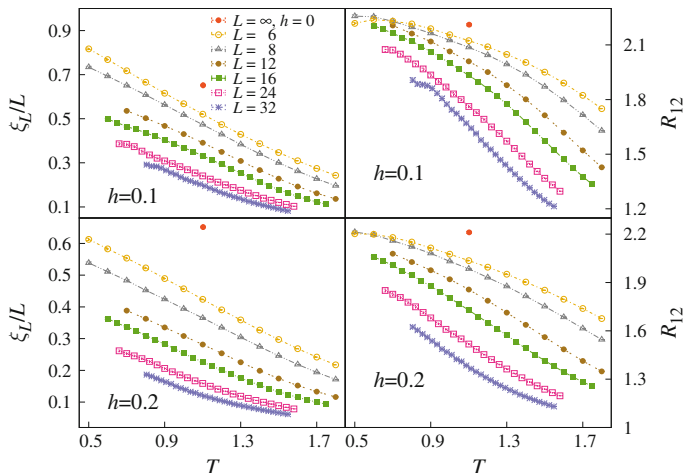 L = ∞, h = 0
L = 6
L = 8
L = 12
L = 16
L = 24
L = 32
0.9
0.7
0.5
0.3
0.1
ξL/L
h=0.1
2.1
1.8
1.5
1.2
R12
h=0.1
0.6
0.5
0.4
0.3
0.2
0.1
ξL/L
h=0.2
2.2
1.9
1.6
1.3
1
R12
h=0.2
0.5 0.9 1.3 1.7
T
0.5 0.9 1.3 1.7
T